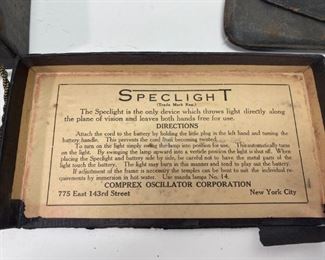 SPECLIGHT
(Trade Mark Reg.)
The Speclight is the only device which throws light directly along
the plane of vision and leaves both hands free for use.
DIRECTIONS
Attach the cord to the battery by holding the little plug in the left hand and turning the
battery handle. This prevents the cord from becoming twisted.
To turn on the light simply swing the lamp into position for use. This automatically turns
on the light. By swinging the lamp upward into a verticle position the light is shut off. When
placing the Speclight and battery side by side, be careful not to have the metal parts of the
light touch the battery. The light may burn in this manner and tend to dry out the battery.
If adjustment of the frame is necessary the temples can be bent to suit the individual re-
quirements by immersion in hot water. Use mazda lamps No. 14.
COMPREX OSCILLATOR CORPORATION
775 East 143rd Street New York City